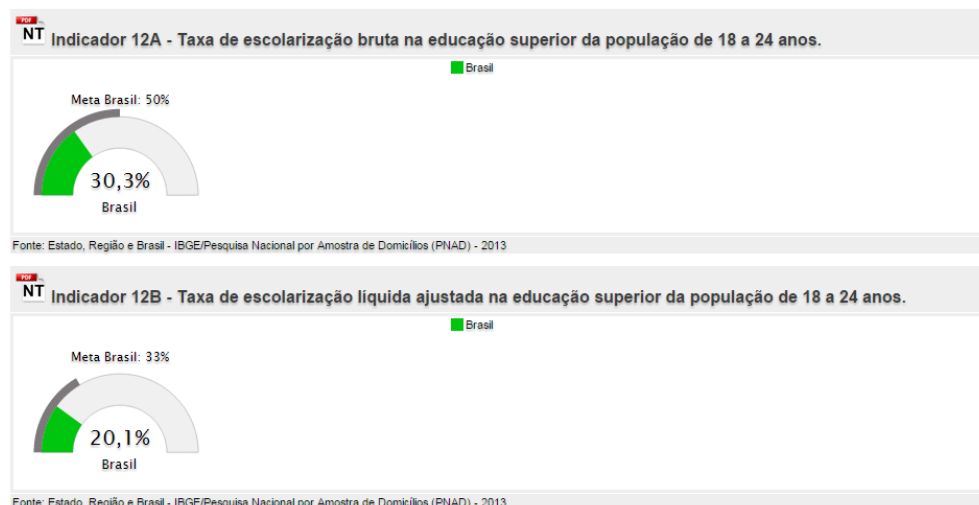 PDF
NT Indicador 12A - Taxa de escolarização bruta na educação superior da população de 18 a 24 anos.
Brasil
Meta Brasil: 50%
30,3%
Brasil
Fonte: Estado, Região e Brasil - IBGE/Pesquisa Nacional por Amostra de Domicílios (PNAD) - 2013
PDF
NT Indicador 12B - Taxa de escolarização líquida ajustada na educação superior da população de 18 a 24 anos.
Brasil
Meta Brasil: 33%
20,1%
Brasil
Fonte: Estado, Região e Brasil - IBGE/Pesquisa Nacional por Amostra de Domicílios (PNAD) - 2013